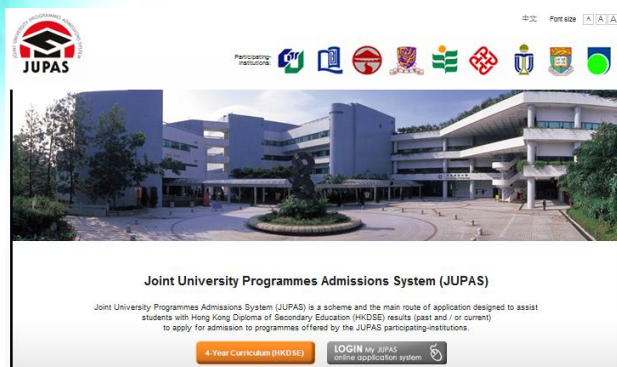 中文 Font size A A A
JUPAS
Participating-
Institutions:
Joint University Programmes Admissions System (JUPAS)
Joint University Programmes Admissions System (JUPAS) is a scheme and the main route of application designed to assist
students with Hong Kong Diploma of Secondary Education (HKDSE) results (past and / or current)
to apply for admission to programmes offered by the JUPAS participating-institutions.
4-Year Curriculum (HKDSE)
LOGIN My JUPAS
online application system